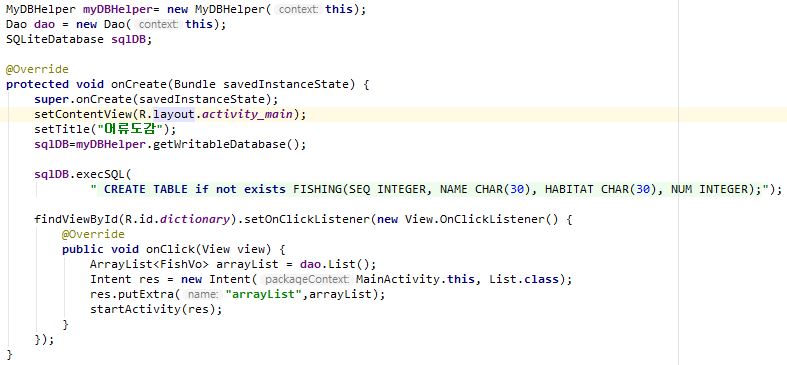 MyDBHelper myDBHelper= new MyDBHelper( context: this);
Dao dao = new Dao( context: this);
SQLiteDatabase sqlDB;
@Override
protected void onCreate(Bundle savedInstanceState) {
super.onCreate(savedInstanceState);
setContentView(R.layout.activity_main);
setTitle("어류도감");
sqlDB=myDBHelper.getWritableDatabase();
sqlDB.execSQL(
" CREATE TABLE if not exists FISHING(SEQ INTEGER, NAME CHAR(30), HABITAT CHAR(30), NUM INTEGER);");
findViewById(R.id.dictionary).setOnClickListener(new View.OnClickListener() {
@Override
public void onClick(View view) {
ArrayList<FishVo> arrayList = dao.List();
Intent res = new Intent( packageContext: MainActivity.this, List.class);
res.putExtra( name: "arrayList",arrayList);
startActivity(res);
}
});
}